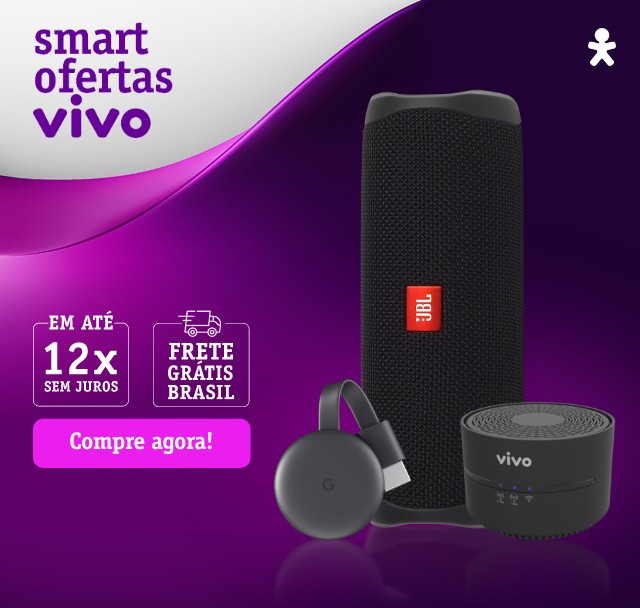 smart
ofertas
vivo
EM ATÉ
12x
SEM JUROS
FRETE
GRÁTIS
BRASIL
Compre agora!
JBL
G
vivo